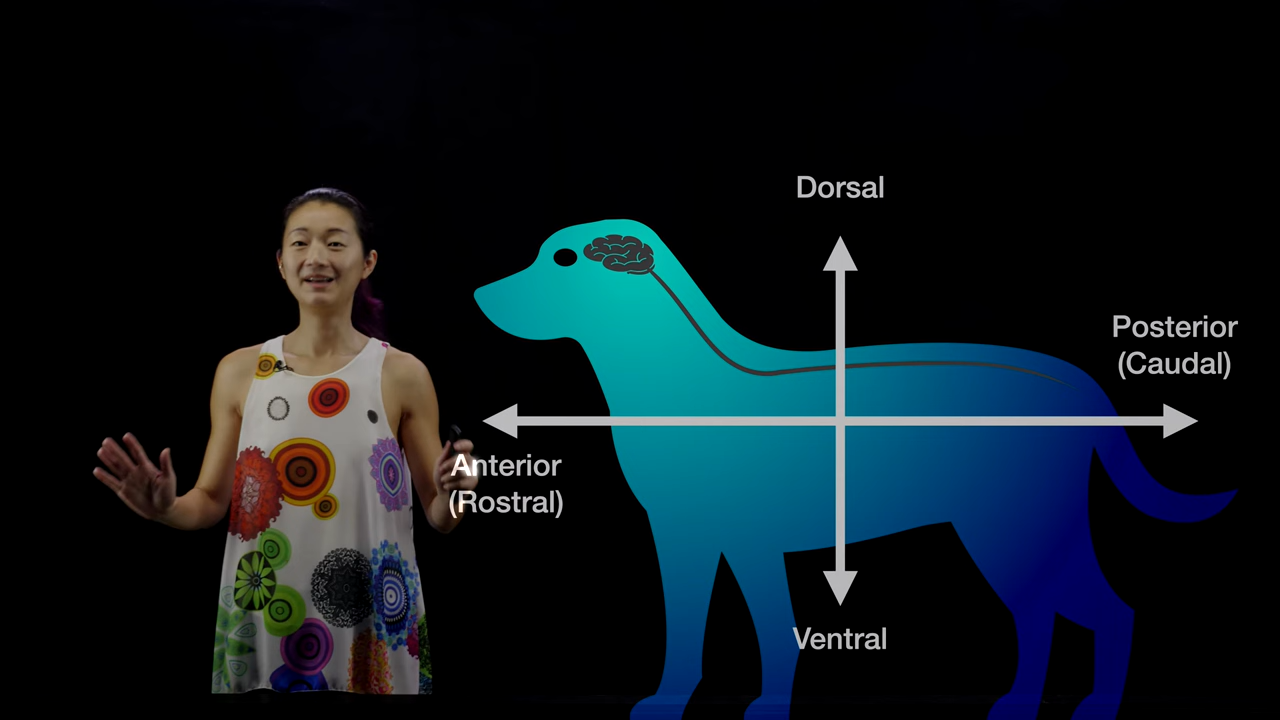 Dorsal
Posterior
(Caudal)
Anterior
(Rostral)
Ventral